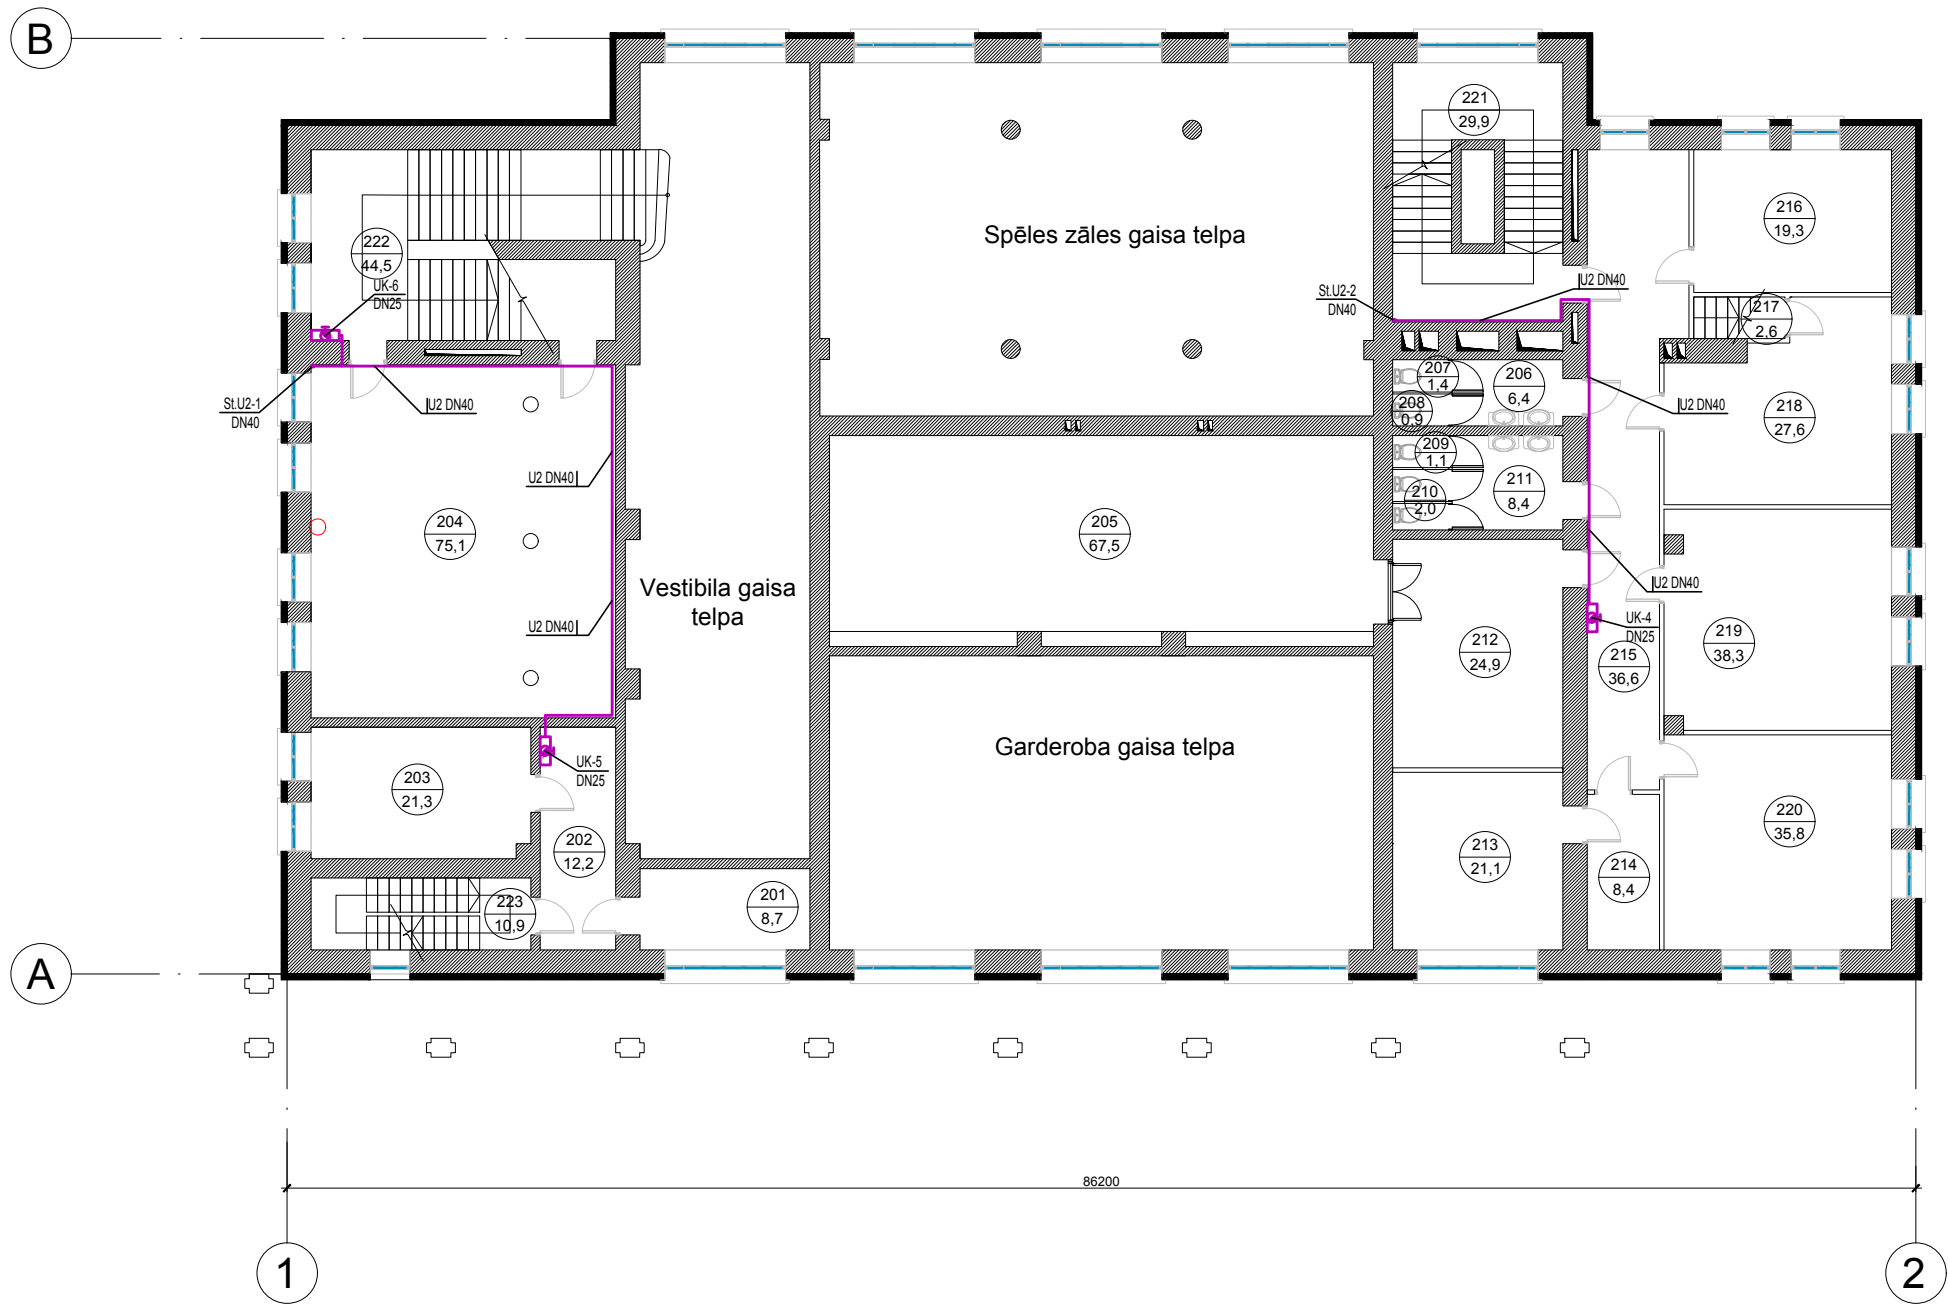 B
221
29,9
216
19,3
Spēles zāles gaisa telpa
222
44,5
UK-6
DN25
St.U2-2
DN40
U2 DN40
217
2,6
207
1,4
206
6,4
St.U2-1
DN40
U2 DN40
208
0,9
U2 DN40
218
27,6
209
1,1
U2 DN40
210
2,0
211
8,4
204
75,1
205
67,5
Vestibila gaisa
telpa
U2 DN40
U2 DN40
UK-4
DN25
212
24,9
215
36,6
219
38,3
Garderoba gaisa telpa
UK-5
DN25
203
21,3
202
12,2
220
35,8
213
21,1
214
8,4
223
10,9
201
8,7
A
86200
1
2